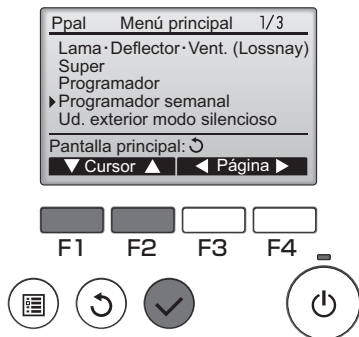 Ppal Menú principal 1/3
Lama·Deflector·Vent. (Lossnay)
Super
Programador
Programador semanal
Ud. exterior modo silencioso
Pantalla principal:
Cursor Página
F1 F2 F3 F4